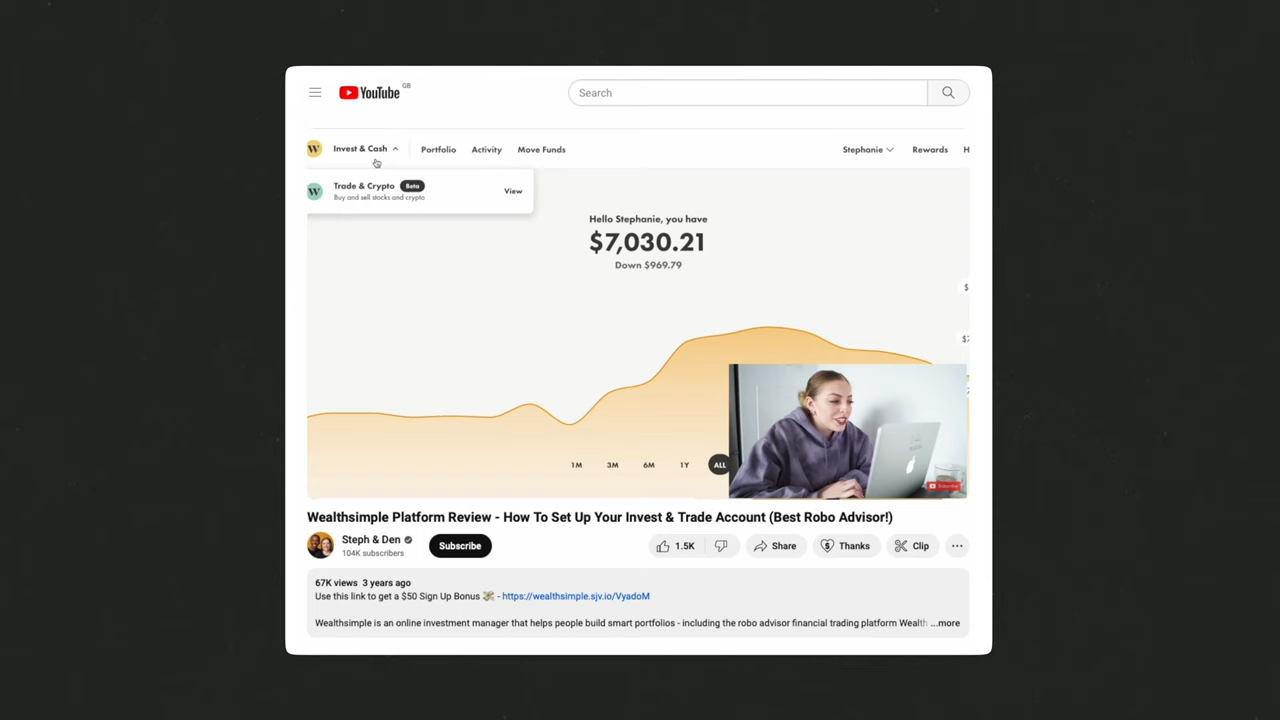 YouTube GB
Search
W Invest & Cash Portfolio Activity Move Funds Stephanie Rewards H
W Trade & Crypto Beta
Buy and sell stocks and crypto
View
Hello Stephanie, you have
$7,030.21
Down $969.79
$
$7
1M 3M 6M 1Y ALL
Subscribe
Wealthsimple Platform Review - How To Set Up Your Invest & Trade Account (Best Robo Advisor!)
Steph & Den
104K subscribers
Subscribe
1.5K Share Thanks Clip
67K views 3 years ago
Use this link to get a $50 Sign Up Bonus 💸 - https://wealthsimple.sjv.io/VyadoM
Wealthsimple is an online investment manager that helps people build smart portfolios - including the robo advisor financial trading platform Wealth ...more